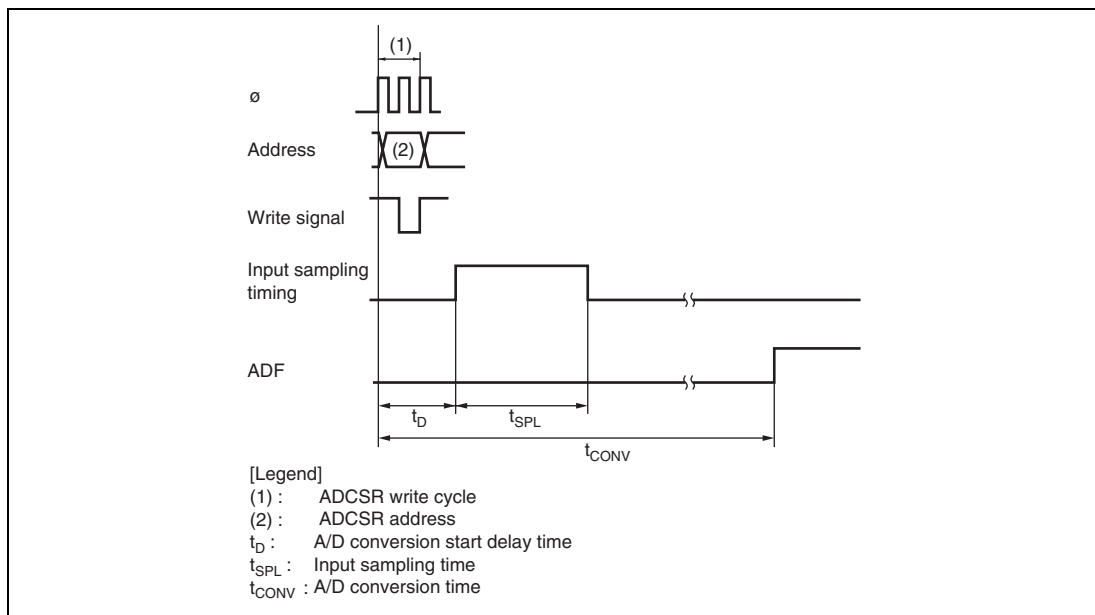 (1)
ø
Address
(2)
Write signal
Input sampling
timing
ADF
tD
tSPL
tCONV
[Legend]
(1) : ADCSR write cycle
(2) : ADCSR address
tD : A/D conversion start delay time
tSPL : Input sampling time
tCONV : A/D conversion time